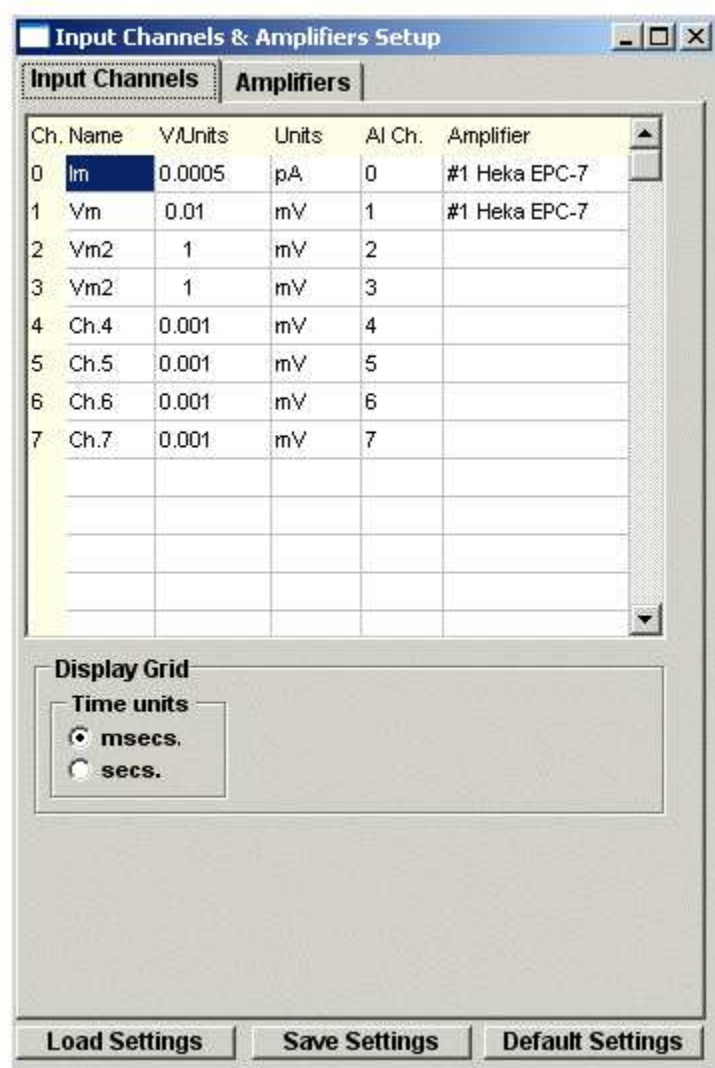 Input Channels & Amplifiers Setup
Input Channels Amplifiers
Ch. Name V/Units Units AI Ch. Amplifier
0 Im 0.0005 pA 0 #1 Heka EPC-7
1 Vm 0.01 mV 1 #1 Heka EPC-7
2 Vm2 1 mV 2
3 Vm2 1 mV 3
4 Ch.4 0.001 mV 4
5 Ch.5 0.001 mV 5
6 Ch.6 0.001 mV 6
7 Ch.7 0.001 mV 7
Display Grid
Time units
msecs.
secs.
Load Settings Save Settings Default Settings